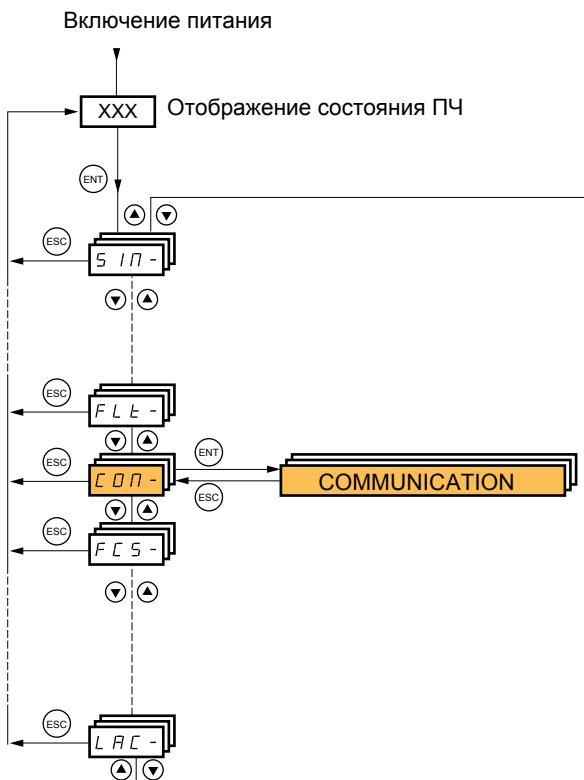 Включение питания
XXX Отображение состояния ПЧ
ENT
ESC
SIM-
ESC
FLt-
ESC
ENT
COM-
COMMUNICATION
ESC
ESC
FCS-
ESC
LAC-